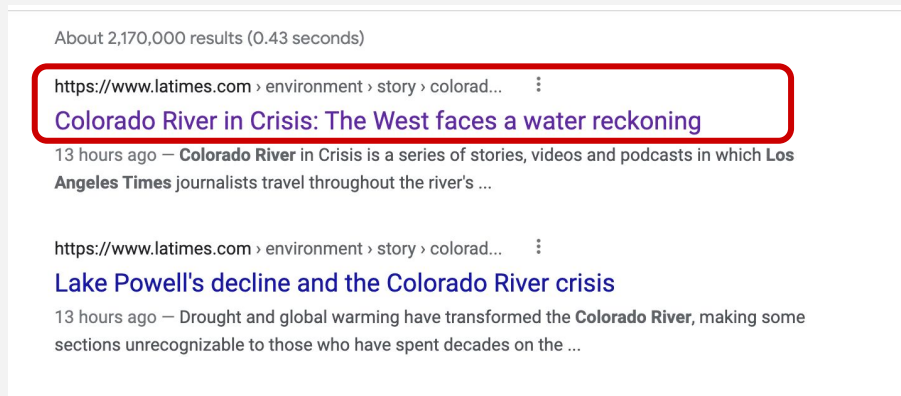 About 2,170,000 results (0.43 seconds)
https://www.latimes.com › environment › story › colorad...
Colorado River in Crisis: The West faces a water reckoning
13 hours ago — Colorado River in Crisis is a series of stories, videos and podcasts in which Los
Angeles Times journalists travel throughout the river's ...
https://www.latimes.com › environment › story › colorad...
Lake Powell's decline and the Colorado River crisis
13 hours ago — Drought and global warming have transformed the Colorado River, making some
sections unrecognizable to those who have spent decades on the ...